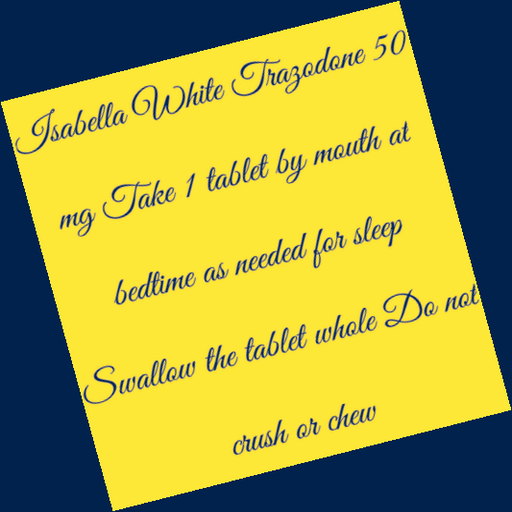 Isabella White Trazodone 50
mg Take 1 tablet by mouth at
bedtime as needed for sleep
Swallow the tablet whole Do not
crush or chew